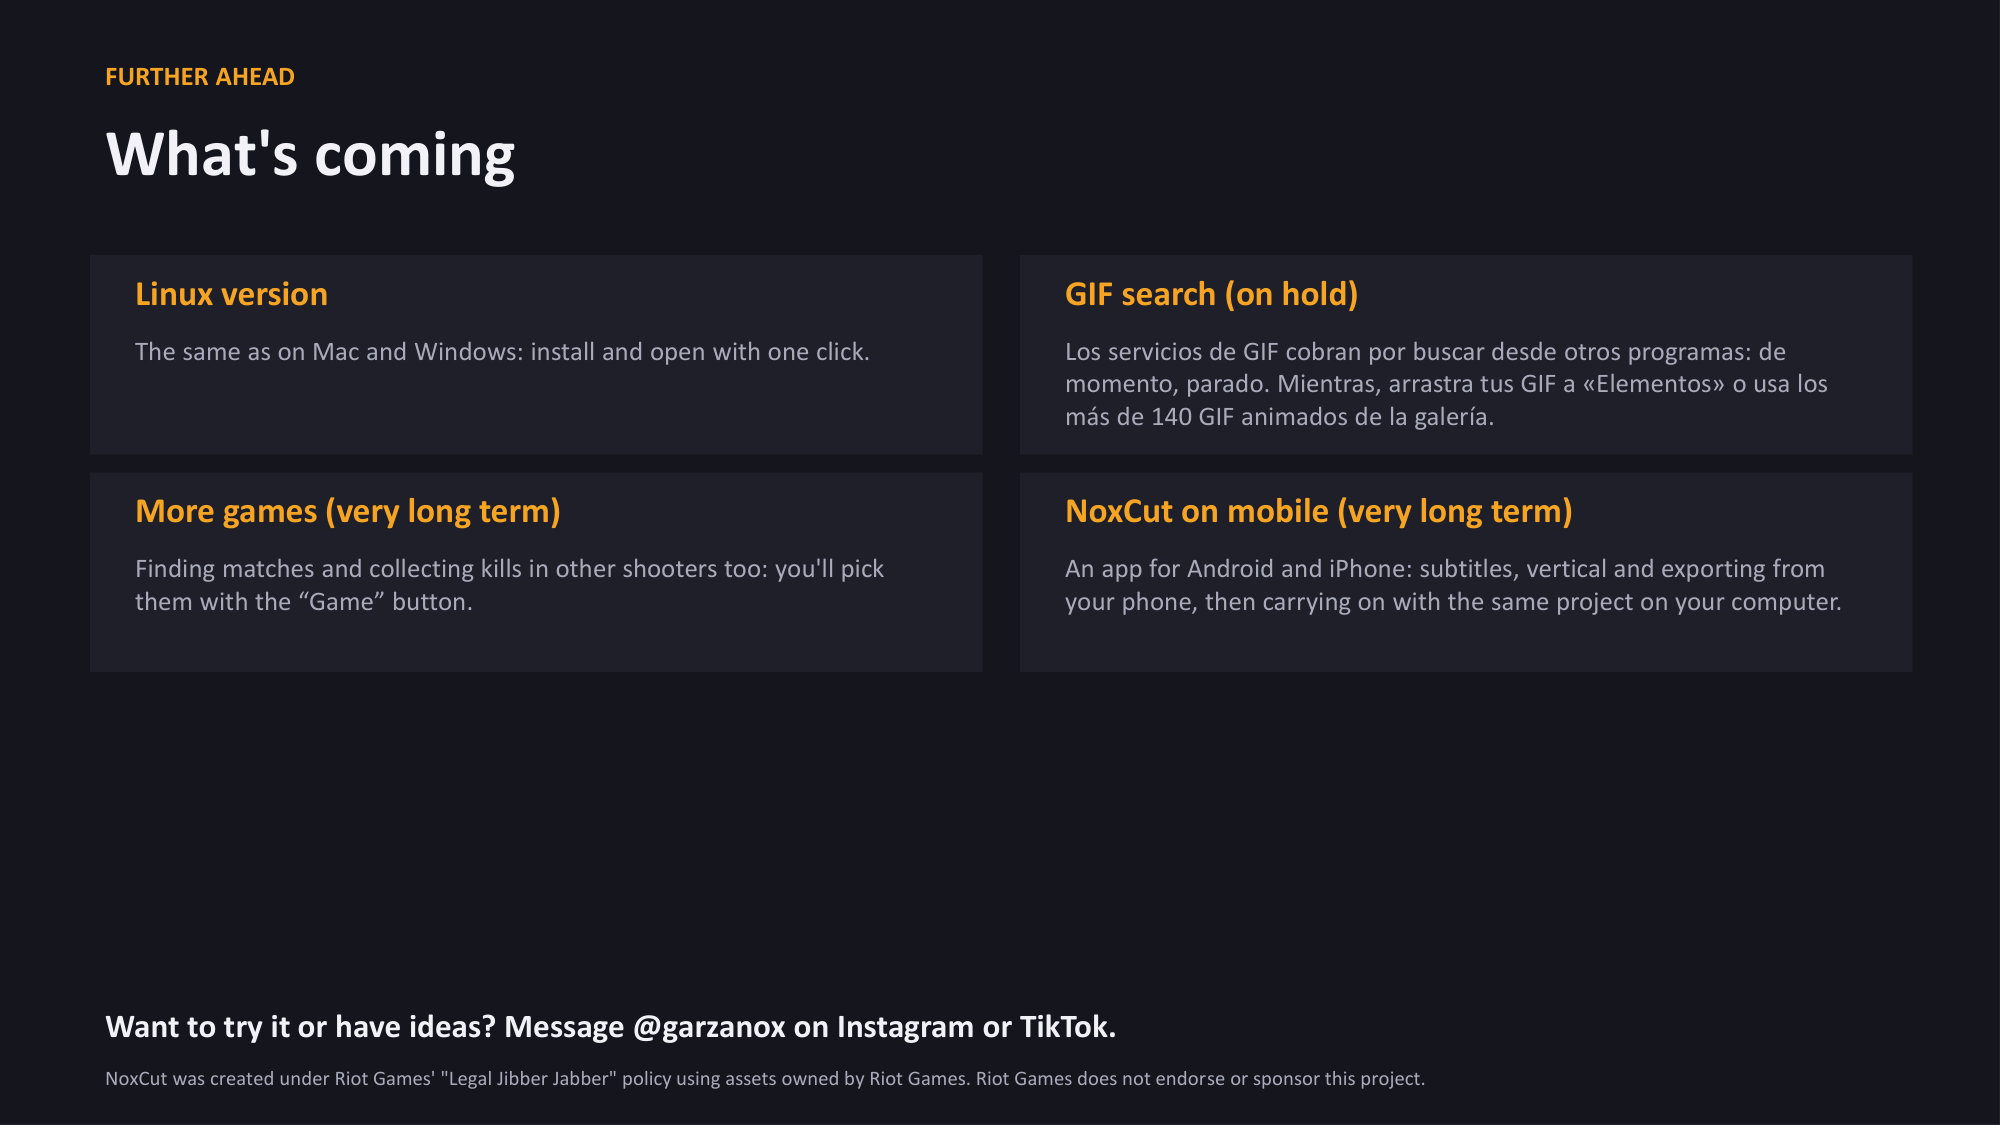 FURTHER AHEAD
What's coming
Linux version
The same as on Mac and Windows: install and open with one click.
GIF search (on hold)
Los servicios de GIF cobran por buscar desde otros programas: de
momento, parado. Mientras, arrastra tus GIF a «Elementos» o usa los
más de 140 GIF animados de la galería.
More games (very long term)
Finding matches and collecting kills in other shooters too: you'll pick
them with the “Game” button.
NoxCut on mobile (very long term)
An app for Android and iPhone: subtitles, vertical and exporting from
your phone, then carrying on with the same project on your computer.
Want to try it or have ideas? Message @garzanox on Instagram or TikTok.
NoxCut was created under Riot Games' "Legal Jibber Jabber" policy using assets owned by Riot Games. Riot Games does not endorse or sponsor this project.